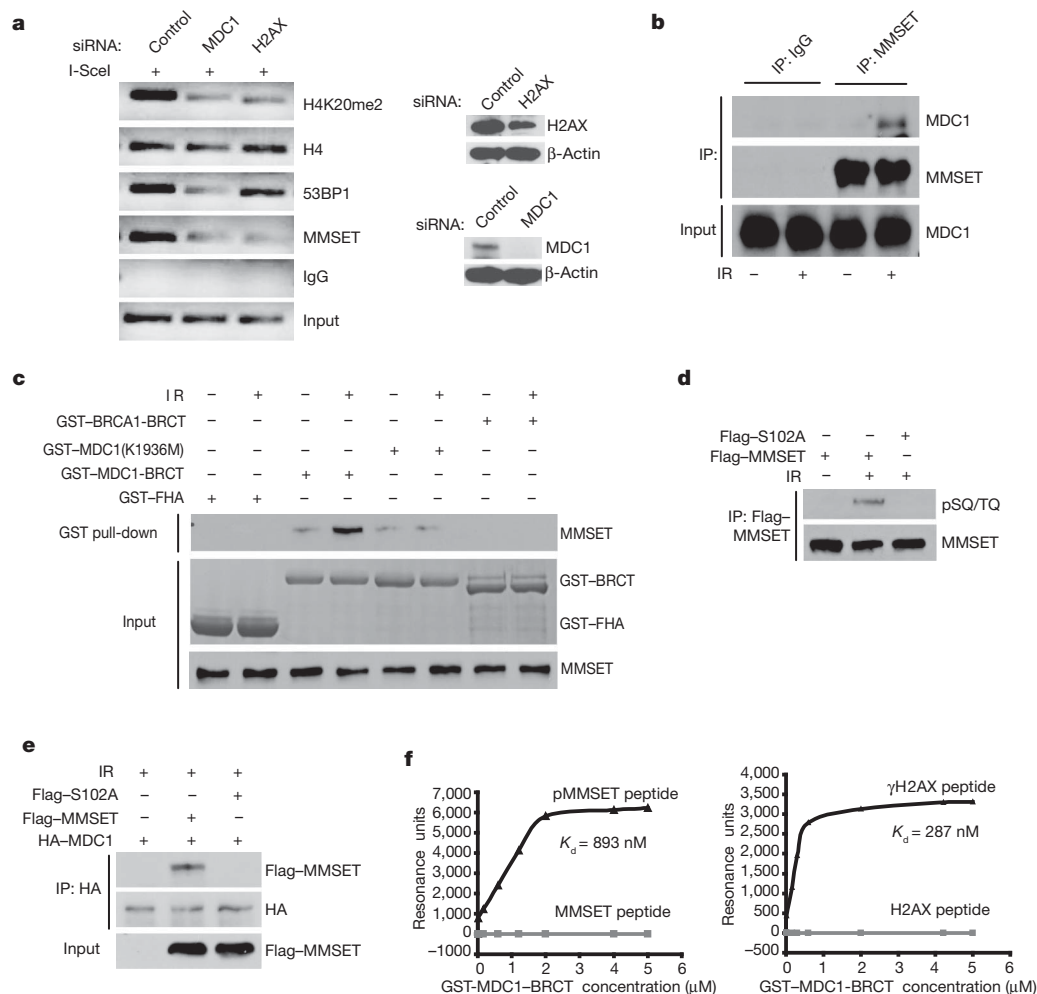 a
siRNA: Control MDC1 H2AX
I-SceI + + +
H4K20me2
H4
53BP1
MMSET
IgG
Input
siRNA: Control H2AX
H2AX
β-Actin
siRNA: Control MDC1
MDC1
β-Actin
b
IP: IgG IP: MMSET
IP: MDC1
MMSET
Input MDC1
IR – + – +
c
I R – + – + – + – +
GST–BRCA1-BRCT – – – – – – + +
GST–MDC1(K1936M) – – – – + + – –
GST–MDC1-BRCT – – + + – – – –
GST–FHA + + – – – – – –
GST pull-down MMSET
Input GST–BRCT
GST–FHA
MMSET
d
Flag–S102A – – +
Flag–MMSET + + –
IR – + +
IP: Flag–MMSET pSQ/TQ
MMSET
e
IR + + +
Flag–S102A – – +
Flag–MMSET – + –
HA–MDC1 + + +
IP: HA Flag–MMSET
HA
Input Flag–MMSET
f
Resonance units
7,000
6,000
5,000
4,000
3,000
2,000
1,000
0
–1000
pMMSET peptide
Kd = 893 nM
MMSET peptide
0 1 2 3 4 5 6
GST-MDC1–BRCT concentration (μM)
Resonance units
4,000
3,500
3,000
2,500
2,000
1,500
1,000
500
0
–500
γH2AX peptide
Kd = 287 nM
H2AX peptide
0 1 2 3 4 5 6
GST–MDC1-BRCT concentration (μM)